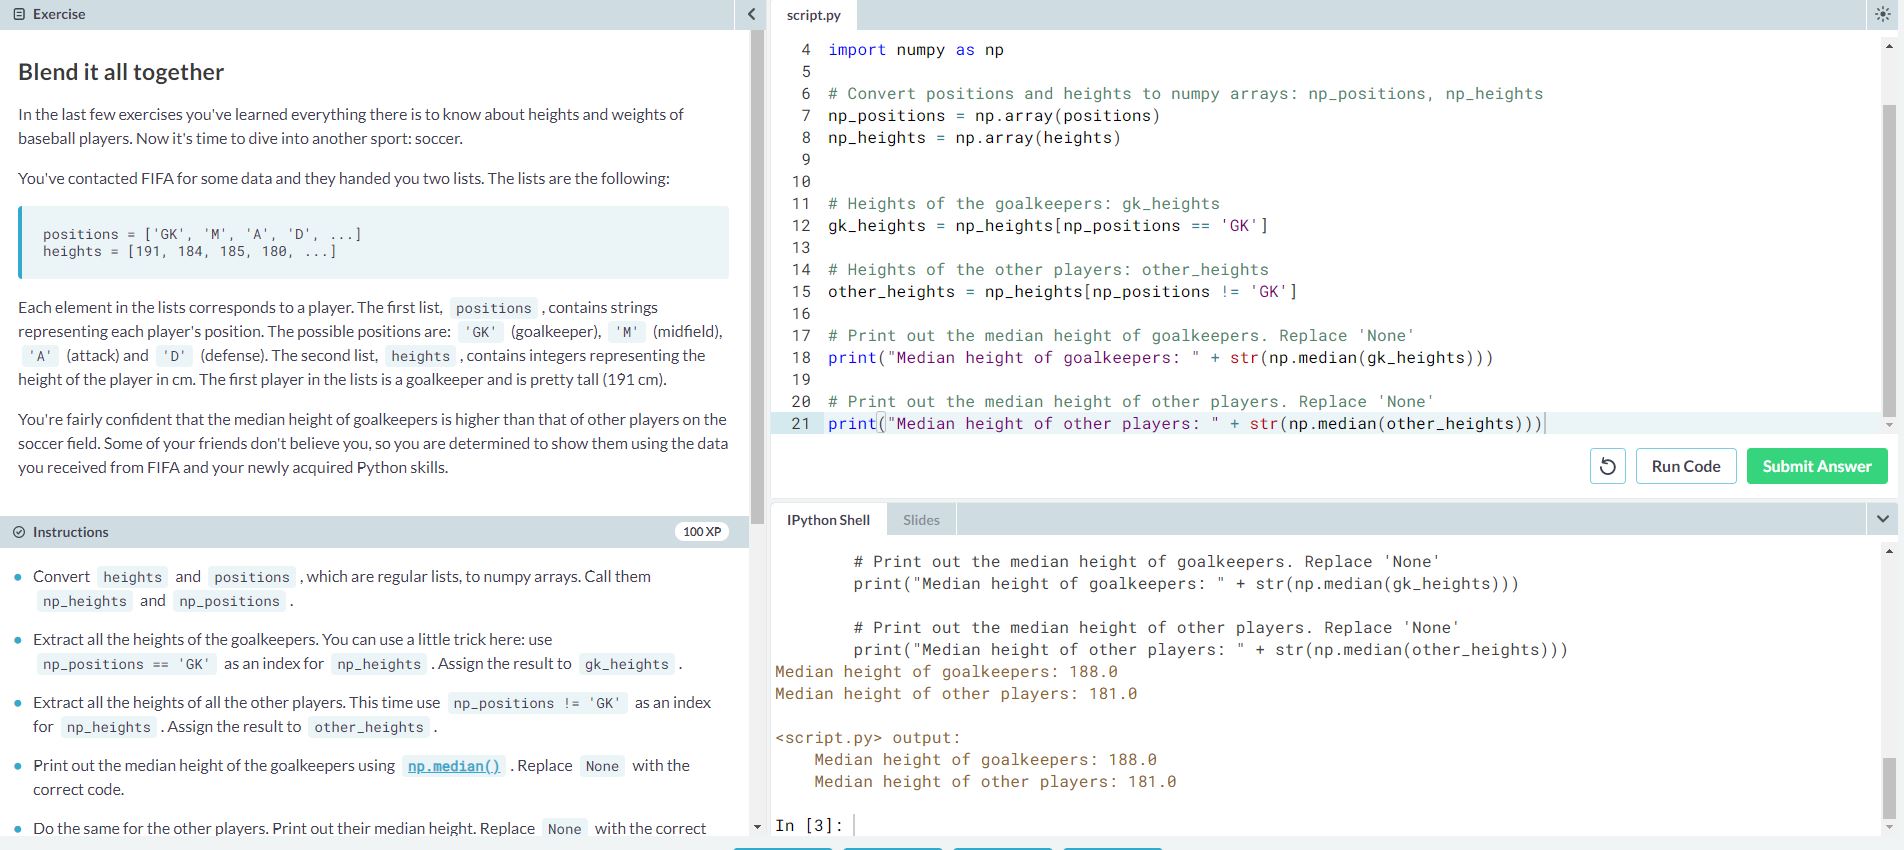 Exercise
Blend it all together
In the last few exercises you've learned everything there is to know about heights and weights of
baseball players. Now it's time to dive into another sport: soccer.
You've contacted FIFA for some data and they handed you two lists. The lists are the following:
positions = ['GK', 'M', 'A', 'D', ...]
heights = [191, 184, 185, 180, ...]
Each element in the lists corresponds to a player. The first list, positions , contains strings
representing each player's position. The possible positions are: 'GK' (goalkeeper), 'M' (midfield),
'A' (attack) and 'D' (defense). The second list, heights , contains integers representing the
height of the player in cm. The first player in the lists is a goalkeeper and is pretty tall (191 cm).
You're fairly confident that the median height of goalkeepers is higher than that of other players on the
soccer field. Some of your friends don't believe you, so you are determined to show them using the data
you received from FIFA and your newly acquired Python skills.
Instructions
100 XP
Convert heights and positions , which are regular lists, to numpy arrays. Call them
np_heights and np_positions .
Extract all the heights of the goalkeepers. You can use a little trick here: use
np_positions == 'GK' as an index for np_heights . Assign the result to gk_heights .
Extract all the heights of all the other players. This time use np_positions != 'GK' as an index
for np_heights . Assign the result to other_heights .
Print out the median height of the goalkeepers using np.median() . Replace None with the
correct code.
Do the same for the other players. Print out their median height. Replace None with the correct
script.py
4 import numpy as np
5
6 # Convert positions and heights to numpy arrays: np_positions, np_heights
7 np_positions = np.array(positions)
8 np_heights = np.array(heights)
9
10
11 # Heights of the goalkeepers: gk_heights
12 gk_heights = np_heights[np_positions == 'GK']
13
14 # Heights of the other players: other_heights
15 other_heights = np_heights[np_positions != 'GK']
16
17 # Print out the median height of goalkeepers. Replace 'None'
18 print("Median height of goalkeepers: " + str(np.median(gk_heights)))
19
20 # Print out the median height of other players. Replace 'None'
21 print("Median height of other players: " + str(np.median(other_heights)))
Run Code
Submit Answer
IPython Shell
Slides
# Print out the median height of goalkeepers. Replace 'None'
print("Median height of goalkeepers: " + str(np.median(gk_heights)))
# Print out the median height of other players. Replace 'None'
print("Median height of other players: " + str(np.median(other_heights)))
Median height of goalkeepers: 188.0
Median height of other players: 181.0
<script.py> output:
Median height of goalkeepers: 188.0
Median height of other players: 181.0
In [3]: